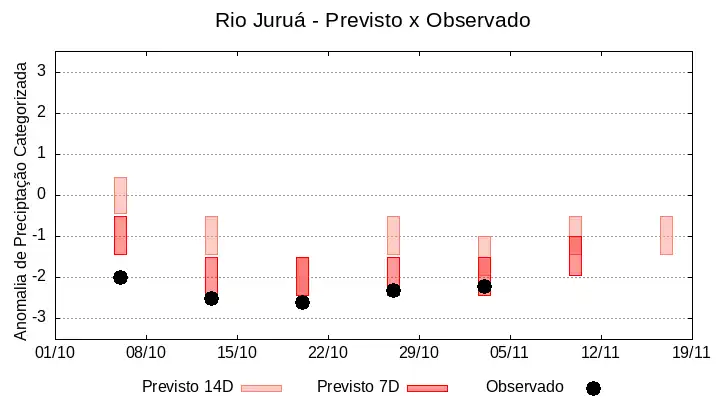 Rio Juruá - Previsto x Observado
Anomalia de Preciptação Categorizada
3
2
1
0
-1
-2
-3
01/10 08/10 15/10 22/10 29/10 05/11 12/11 19/11
Previsto 14D Previsto 7D Observado